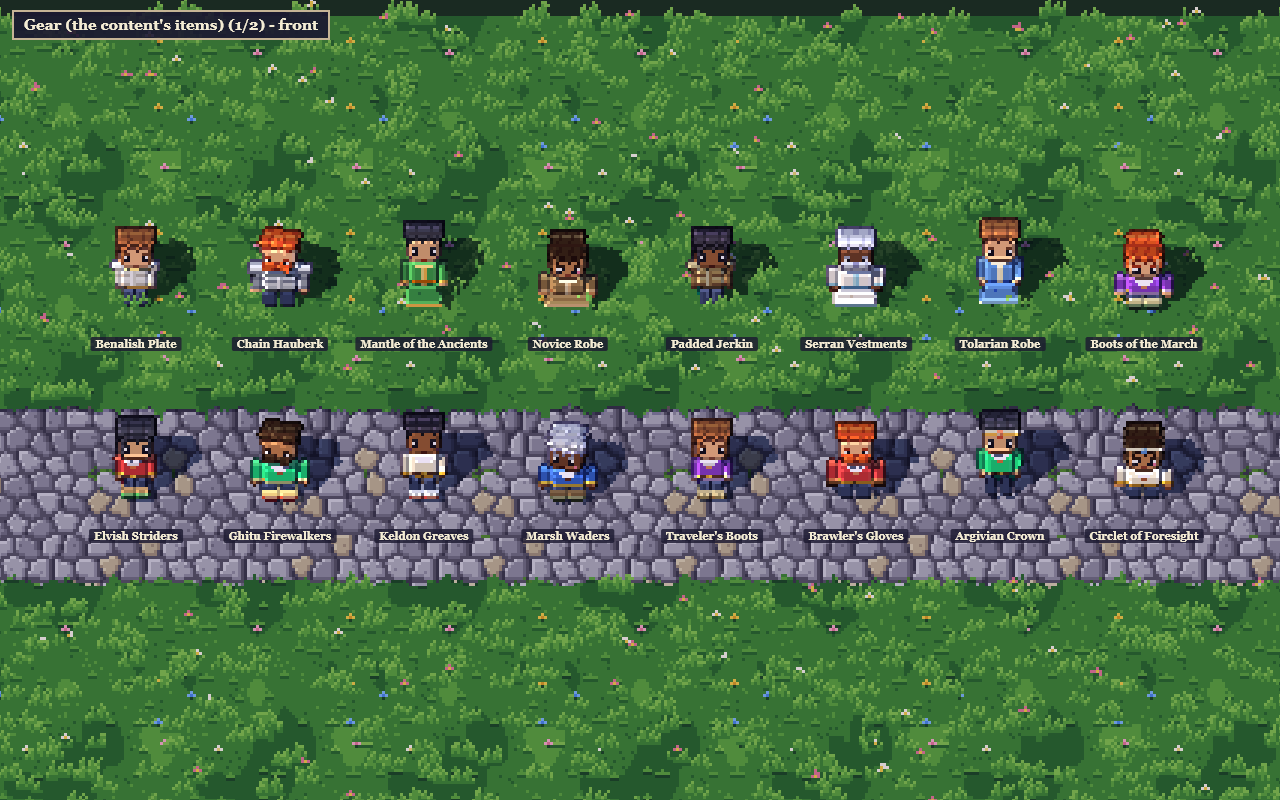 Gear (the content's items) (1/2) - front
Benalish Plate
Chain Hauberk
Mantle of the Ancients
Novice Robe
Padded Jerkin
Serran Vestments
Tolarian Robe
Boots of the March
Elvish Striders
Ghitu Firewalkers
Keldon Greaves
Marsh Waders
Traveler's Boots
Brawler's Gloves
Argivian Crown
Circlet of Foresight